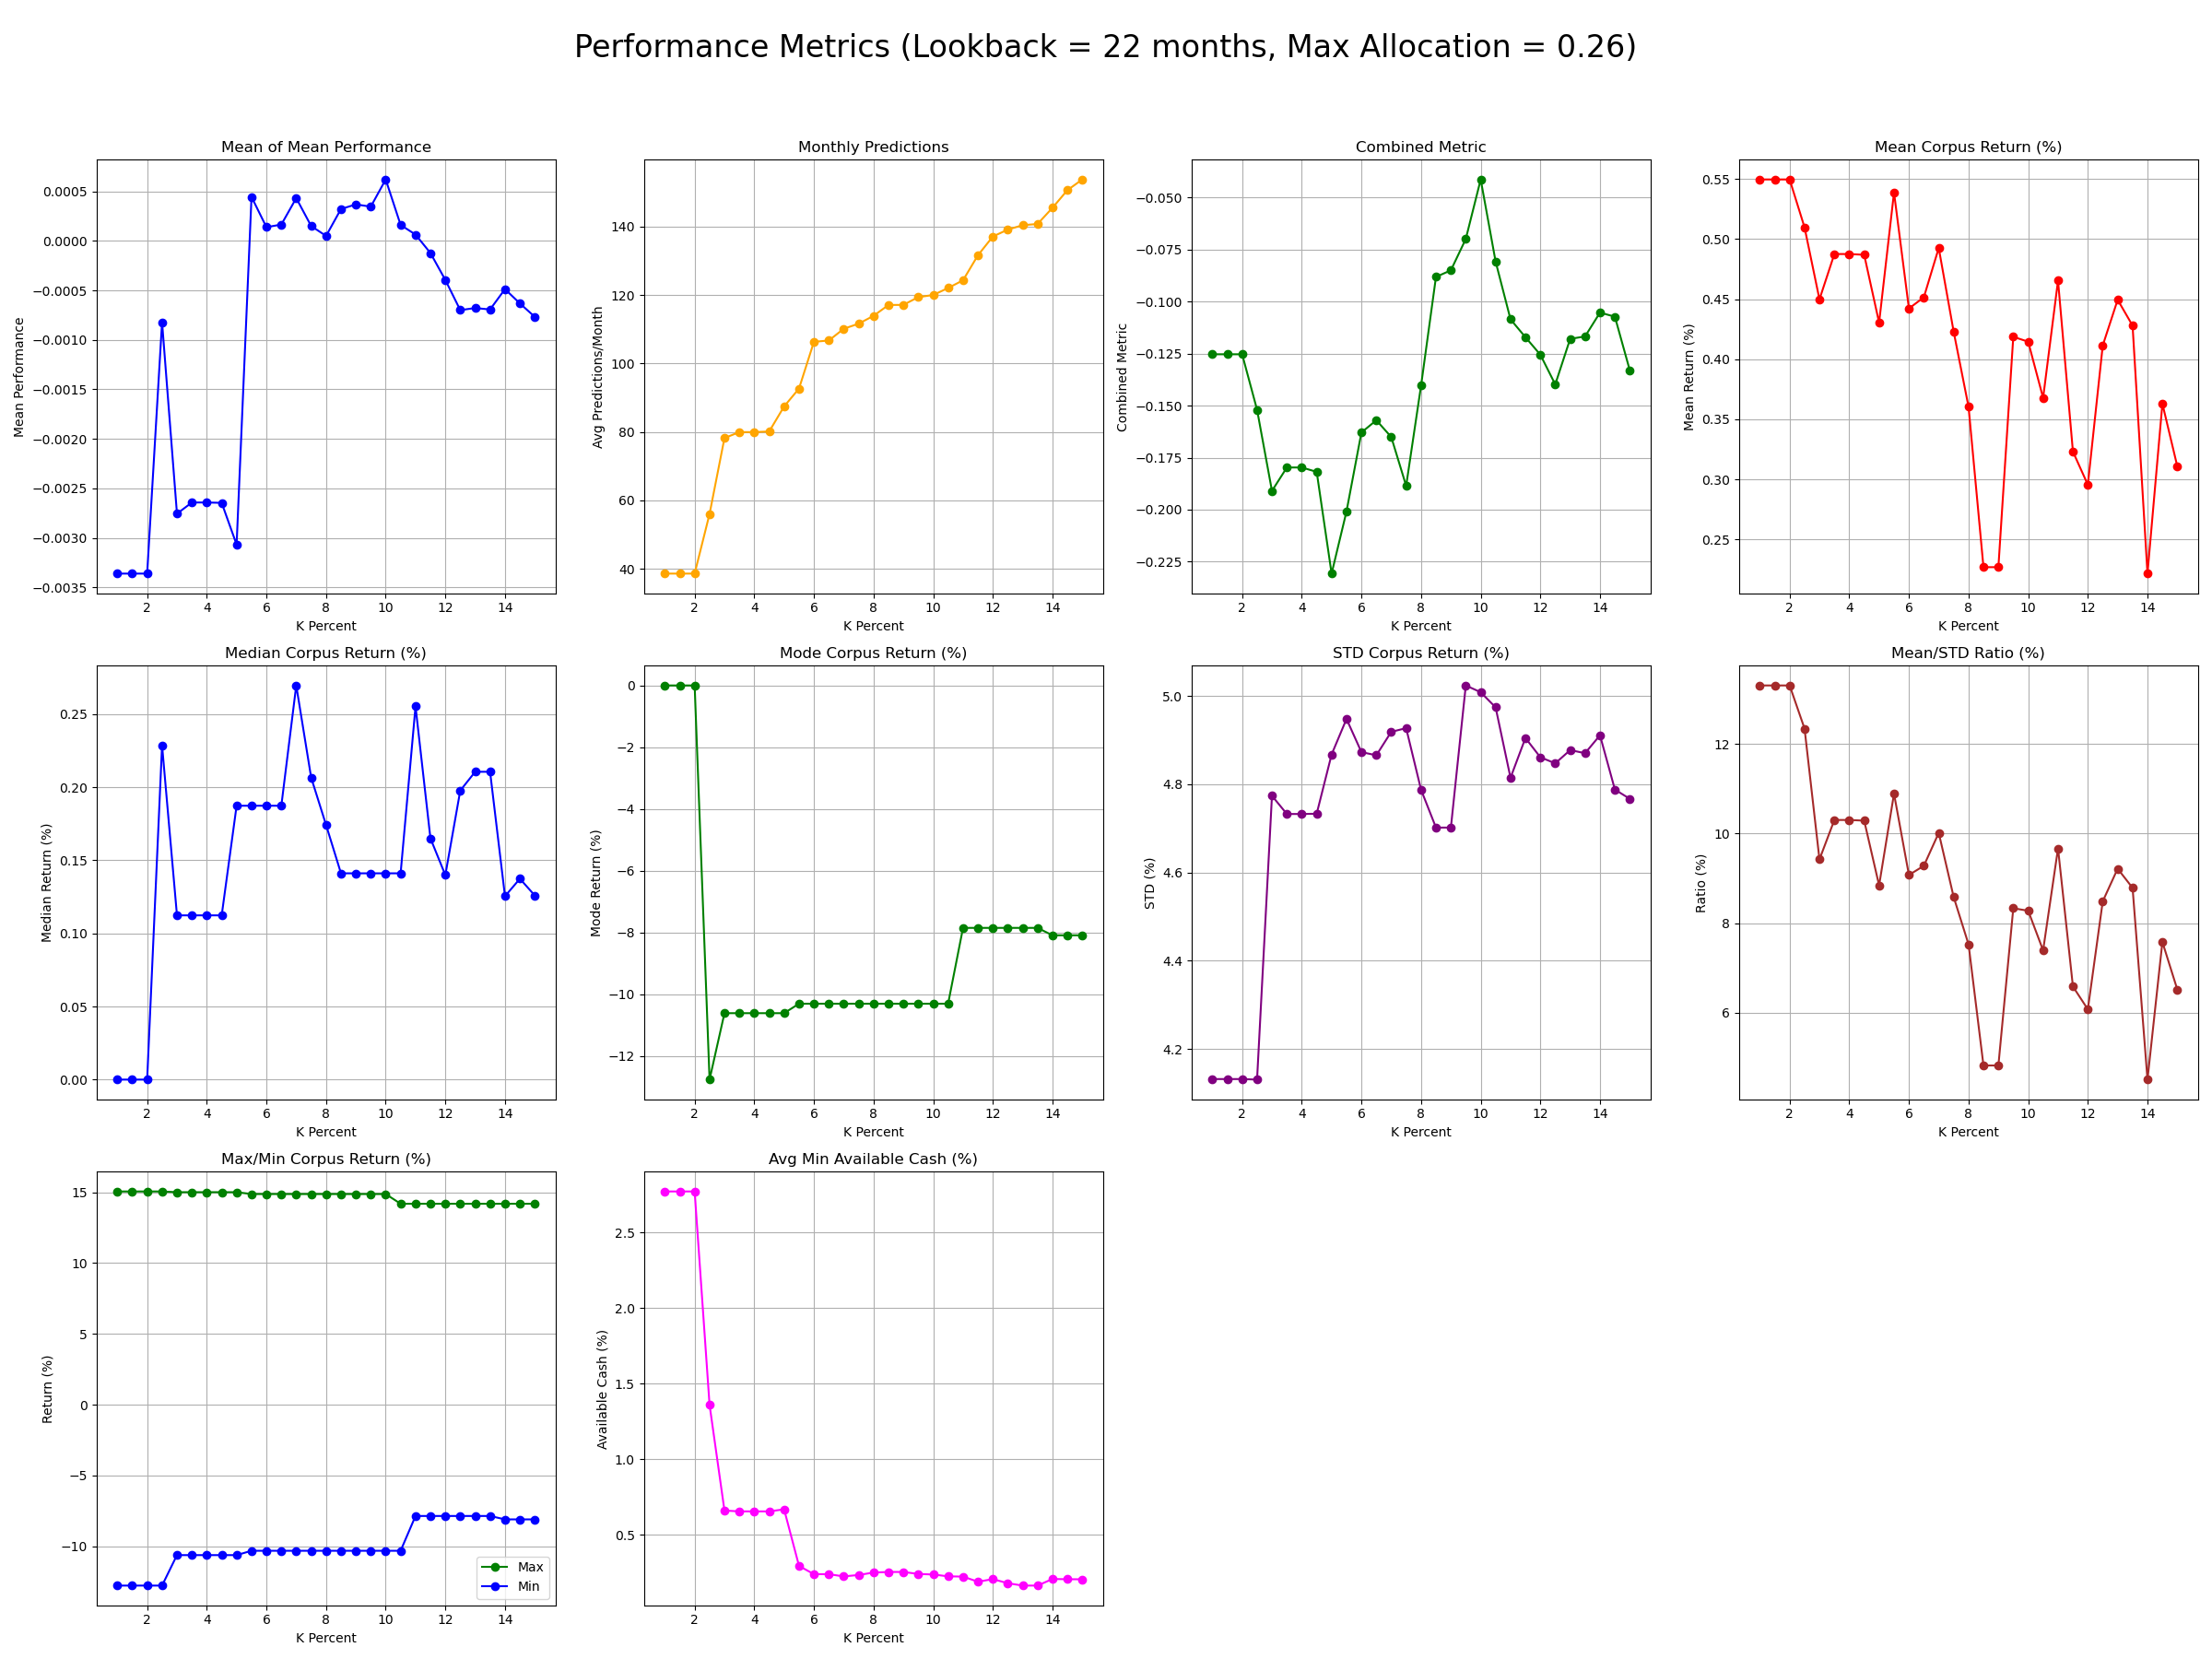 Performance Metrics (Lookback = 22 months, Max Allocation = 0.26)
Mean of Mean Performance
Mean Performance
0.0005
0.0000
−0.0005
−0.0010
−0.0015
−0.0020
−0.0025
−0.0030
−0.0035
2 4 6 8 10 12 14
K Percent
Monthly Predictions
Avg Predictions/Month
140
120
100
80
60
40
2 4 6 8 10 12 14
K Percent
Combined Metric
Combined Metric
−0.050
−0.075
−0.100
−0.125
−0.150
−0.175
−0.200
−0.225
2 4 6 8 10 12 14
K Percent
Mean Corpus Return (%)
Mean Return (%)
0.55
0.50
0.45
0.40
0.35
0.30
0.25
2 4 6 8 10 12 14
K Percent
Median Corpus Return (%)
Median Return (%)
0.25
0.20
0.15
0.10
0.05
0.00
2 4 6 8 10 12 14
K Percent
Mode Corpus Return (%)
Mode Return (%)
0
−2
−4
−6
−8
−10
−12
2 4 6 8 10 12 14
K Percent
STD Corpus Return (%)
STD (%)
5.0
4.8
4.6
4.4
4.2
2 4 6 8 10 12 14
K Percent
Mean/STD Ratio (%)
Ratio (%)
12
10
8
6
2 4 6 8 10 12 14
K Percent
Max/Min Corpus Return (%)
Return (%)
15
10
5
0
−5
−10
Max
Min
2 4 6 8 10 12 14
K Percent
Avg Min Available Cash (%)
Available Cash (%)
2.5
2.0
1.5
1.0
0.5
2 4 6 8 10 12 14
K Percent